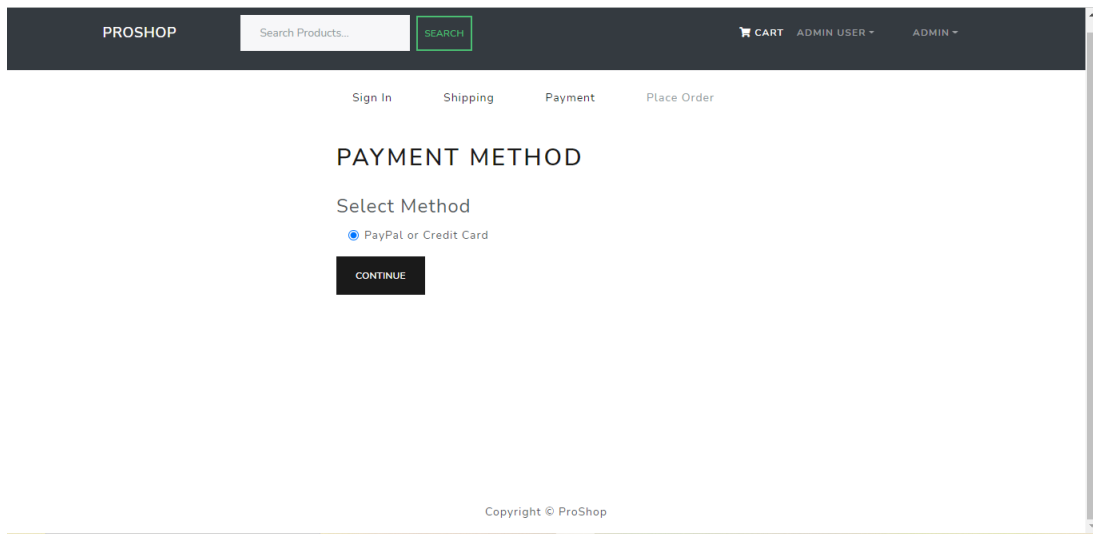 PROSHOP Search Products... SEARCH CART ADMIN USER ADMIN
Sign In Shipping Payment Place Order
PAYMENT METHOD
Select Method
PayPal or Credit Card
CONTINUE
Copyright © ProShop